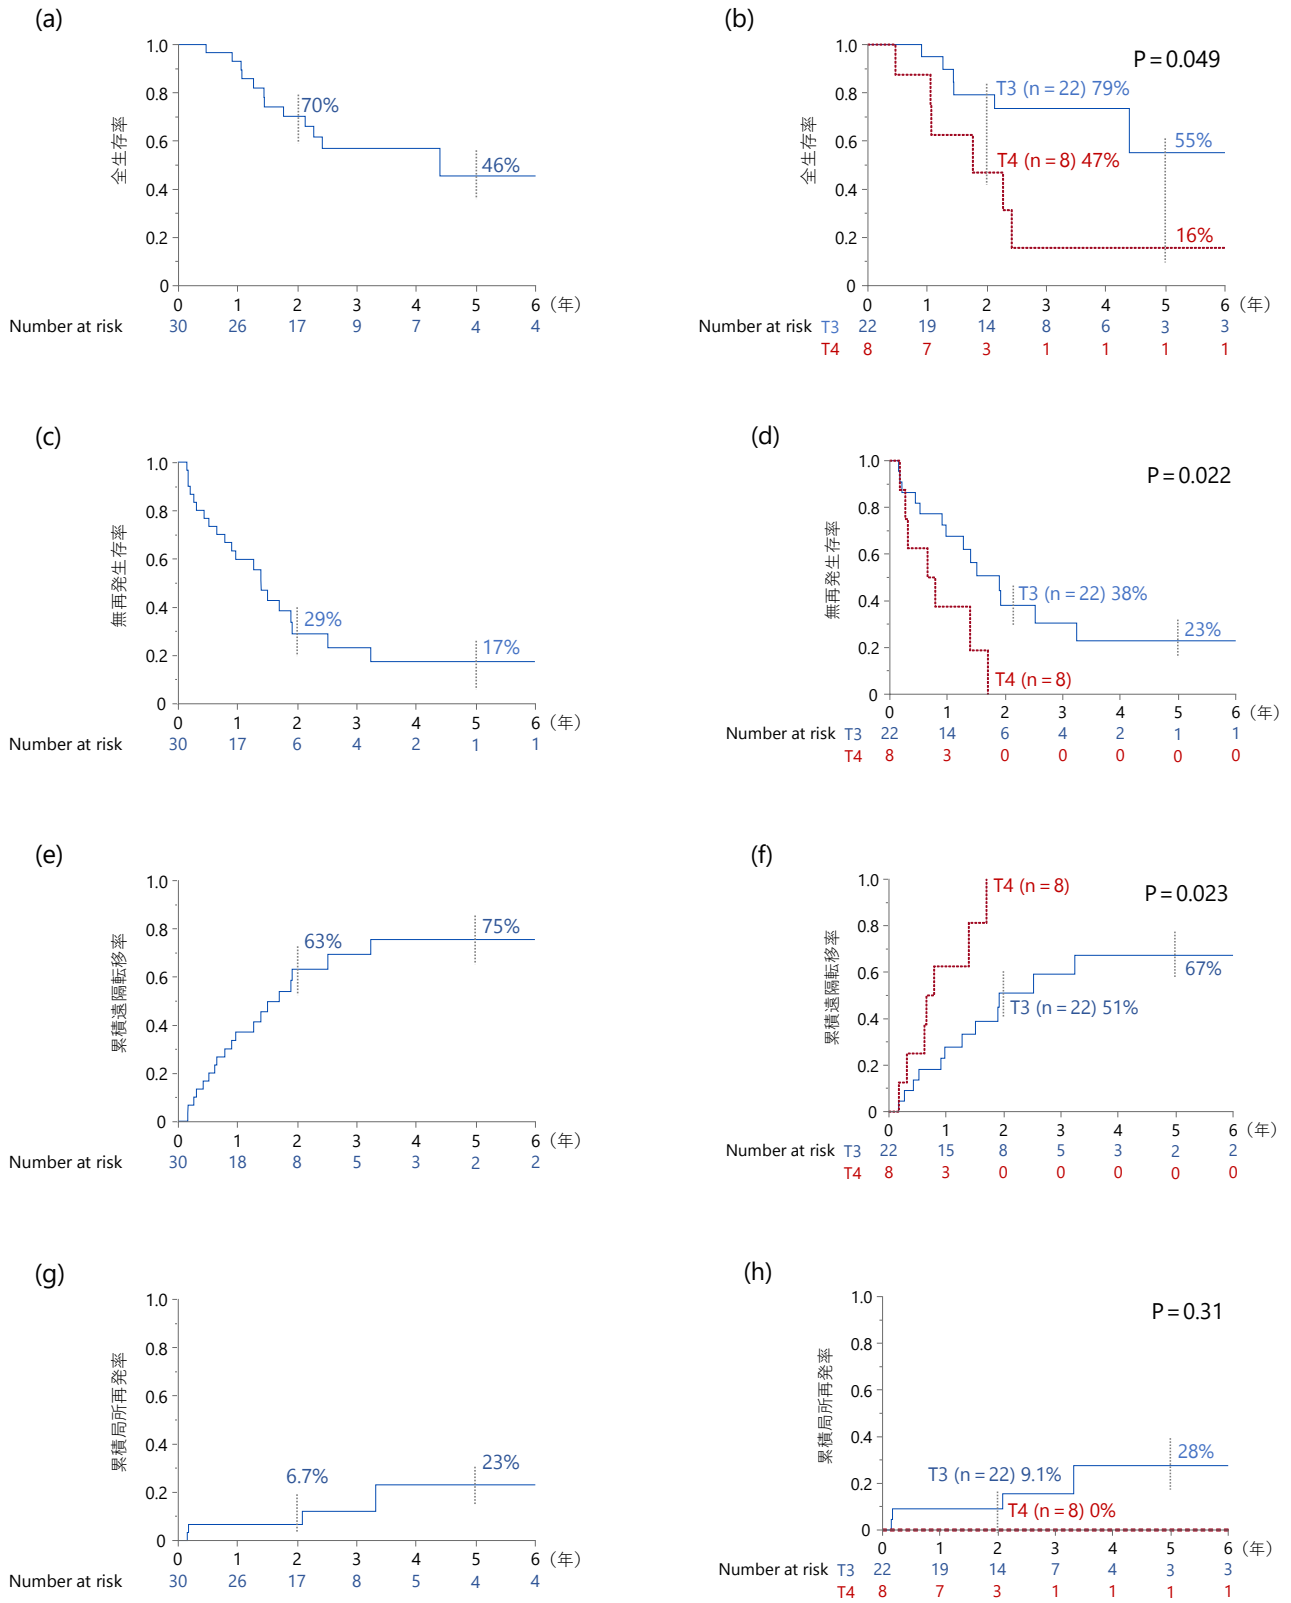 (a)
1.0
0.8
0.6
0.4
0.2
0
全生存率
70%
46%
0 1 2 3 4 5 6 (年)
Number at risk
30 26 17 9 7 4 4
(b)
1.0
0.8
0.6
0.4
0.2
0
全生存率
P = 0.049
T3 (n = 22) 79%
55%
T4 (n = 8) 47%
16%
0 1 2 3 4 5 6 (年)
Number at risk T3 22 19 14 8 6 3 3
T4 8 7 3 1 1 1 1
(c)
1.0
0.8
0.6
0.4
0.2
0
無再発生存率
29%
17%
0 1 2 3 4 5 6 (年)
Number at risk
30 17 6 4 2 1 1
(d)
1.0
0.8
0.6
0.4
0.2
0
無再発生存率
P = 0.022
T3 (n = 22) 38%
23%
T4 (n = 8)
0 1 2 3 4 5 6 (年)
Number at risk T3 22 14 6 4 2 1 1
T4 8 3 0 0 0 0 0
(e)
1.0
0.8
0.6
0.4
0.2
0
累積遠隔転移率
63%
75%
0 1 2 3 4 5 6 (年)
Number at risk
30 18 8 5 3 2 2
(f)
1.0
0.8
0.6
0.4
0.2
0
累積遠隔転移率
T4 (n = 8)
P = 0.023
67%
T3 (n = 22) 51%
0 1 2 3 4 5 6 (年)
Number at risk T3 22 15 8 5 3 2 2
T4 8 3 0 0 0 0 0
(g)
1.0
0.8
0.6
0.4
0.2
0
累積局所再発率
6.7%
23%
0 1 2 3 4 5 6 (年)
Number at risk
30 26 17 8 5 4 4
(h)
1.0
0.8
0.6
0.4
0.2
0
累積局所再発率
P = 0.31
28%
T3 (n = 22) 9.1%
T4 (n = 8) 0%
0 1 2 3 4 5 6 (年)
Number at risk T3 22 19 14 7 4 3 3
T4 8 7 3 1 1 1 1